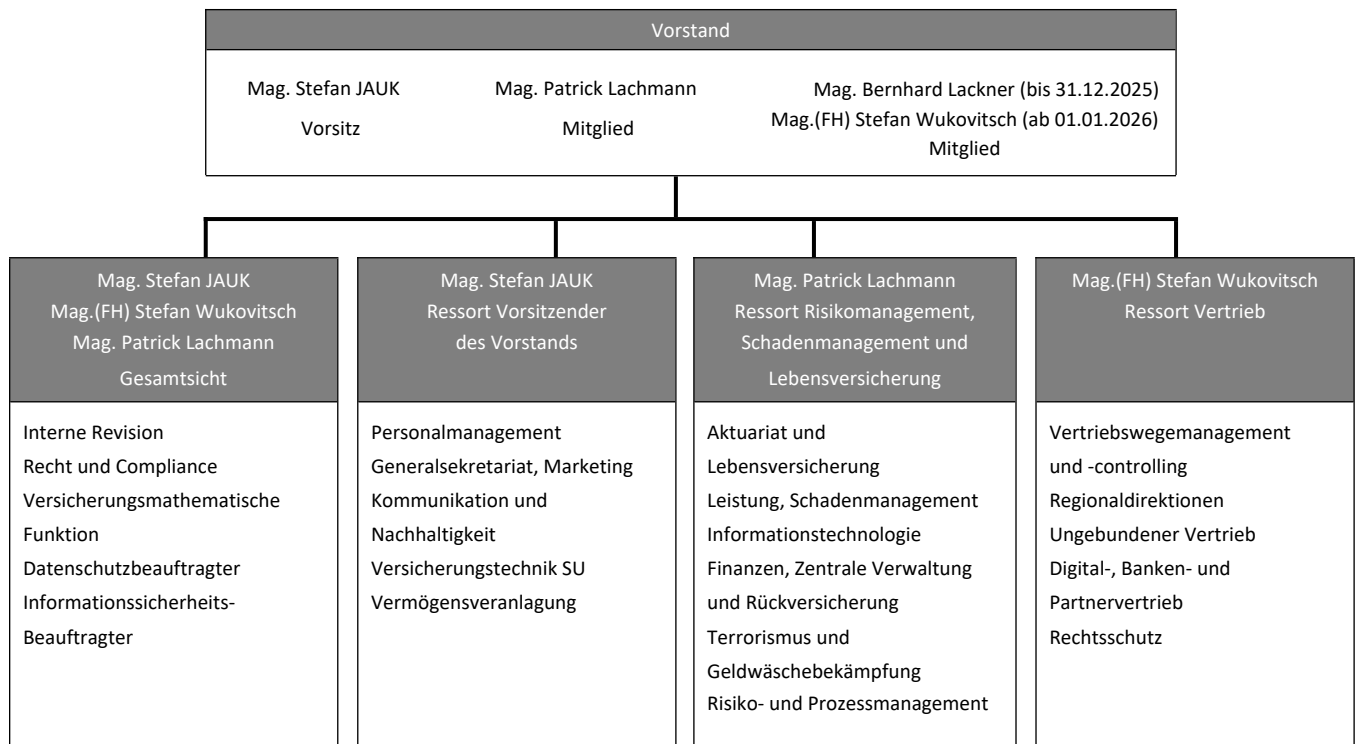 Vorstand
Mag. Stefan JAUK
Vorsitz
Mag. Patrick Lachmann
Mitglied
Mag. Bernhard Lackner (bis 31.12.2025)
Mag.(FH) Stefan Wukovitsch (ab 01.01.2026)
Mitglied
Mag. Stefan JAUK
Mag.(FH) Stefan Wukovitsch
Mag. Patrick Lachmann
Gesamtsicht
Interne Revision
Recht und Compliance
Versicherungsmathematische
Funktion
Datenschutzbeauftragter
Informationssicherheits-
Beauftragter
Mag. Stefan JAUK
Ressort Vorsitzender
des Vorstands
Personalmanagement
Generalsekretariat, Marketing
Kommunikation und
Nachhaltigkeit
Versicherungstechnik SU
Vermögensveranlagung
Mag. Patrick Lachmann
Ressort Risikomanagement,
Schadenmanagement und
Lebensversicherung
Aktuariat und
Lebensversicherung
Leistung, Schadenmanagement
Informationstechnologie
Finanzen, Zentrale Verwaltung
und Rückversicherung
Terrorismus und
Geldwäschebekämpfung
Risiko- und Prozessmanagement
Mag.(FH) Stefan Wukovitsch
Ressort Vertrieb
Vertriebswegemanagement
und -controlling
Regionaldirektionen
Ungebundener Vertrieb
Digital-, Banken- und
Partnervertrieb
Rechtsschutz